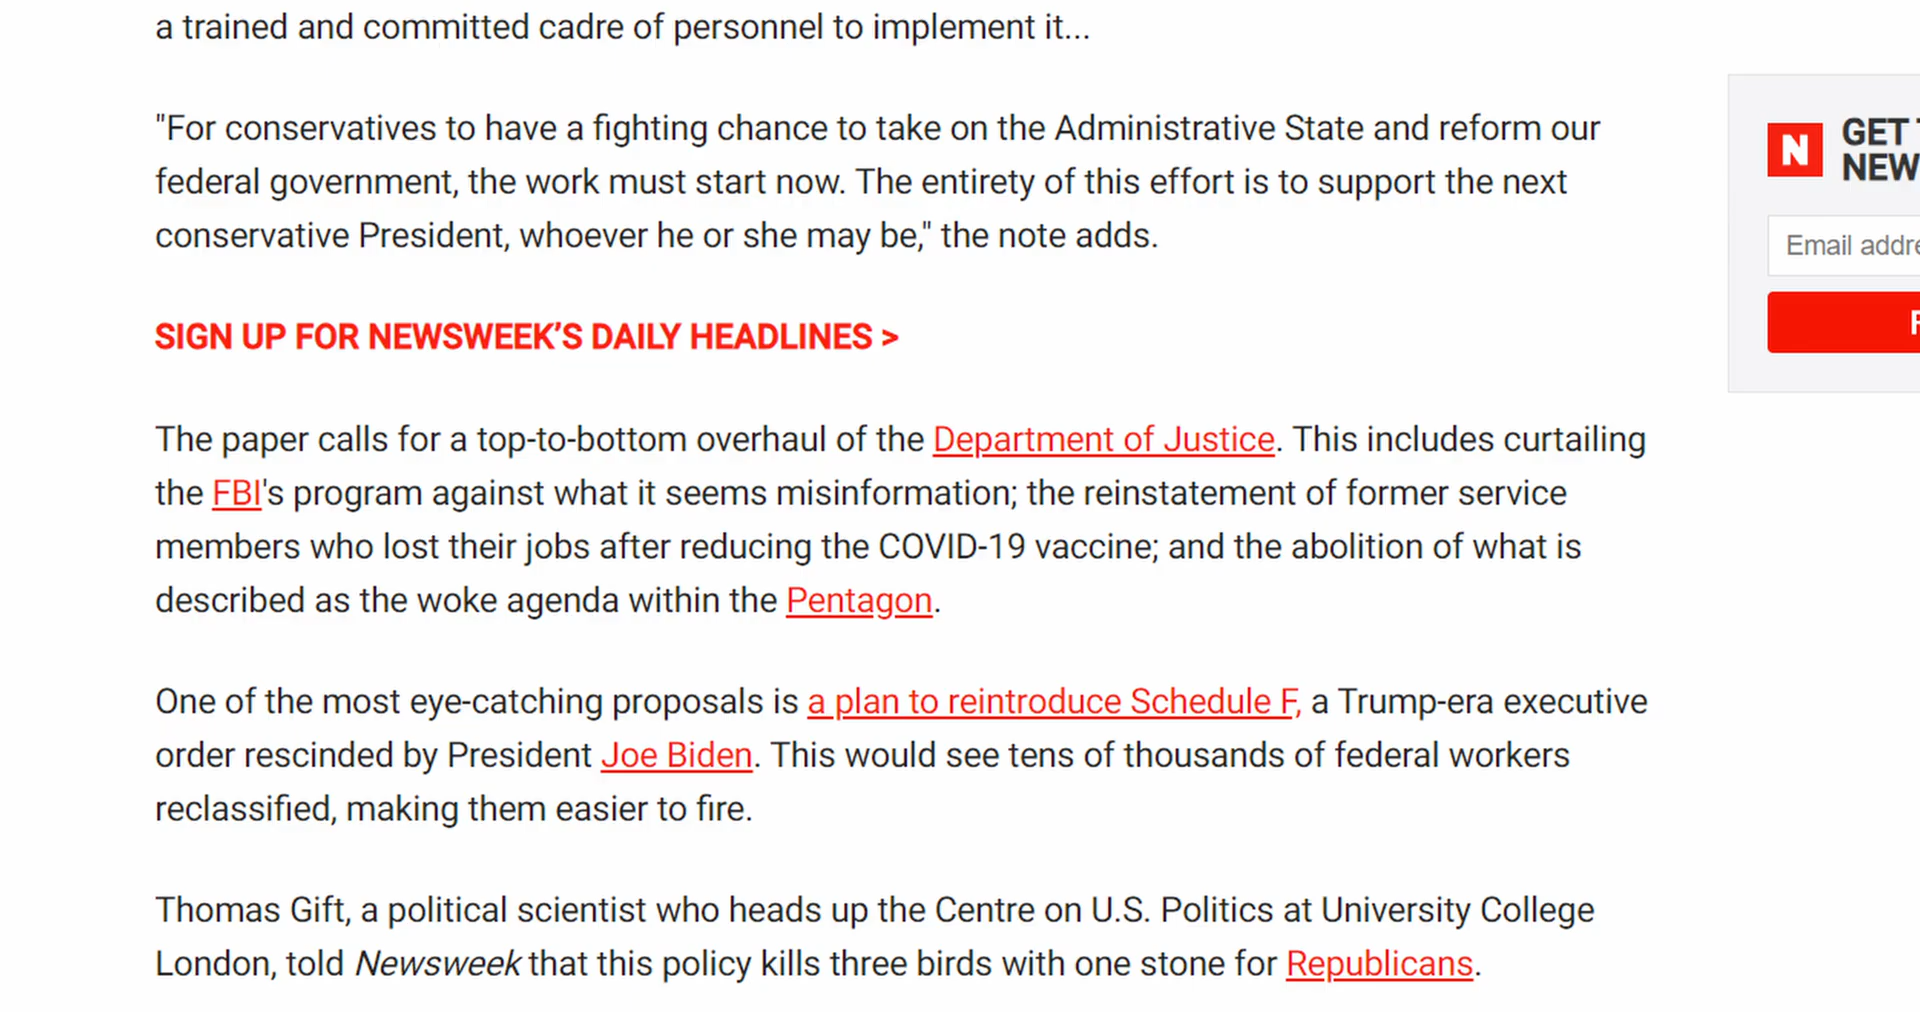 a trained and committed cadre of personnel to implement it...
"For conservatives to have a fighting chance to take on the Administrative State and reform our
federal government, the work must start now. The entirety of this effort is to support the next
conservative President, whoever he or she may be," the note adds.
SIGN UP FOR NEWSWEEK’S DAILY HEADLINES >
The paper calls for a top-to-bottom overhaul of the Department of Justice. This includes curtailing
the FBI's program against what it seems misinformation; the reinstatement of former service
members who lost their jobs after reducing the COVID-19 vaccine; and the abolition of what is
described as the woke agenda within the Pentagon.
One of the most eye-catching proposals is a plan to reintroduce Schedule F, a Trump-era executive
order rescinded by President Joe Biden. This would see tens of thousands of federal workers
reclassified, making them easier to fire.
Thomas Gift, a political scientist who heads up the Centre on U.S. Politics at University College
London, told Newsweek that this policy kills three birds with one stone for Republicans.
N
GET
NEW
Email